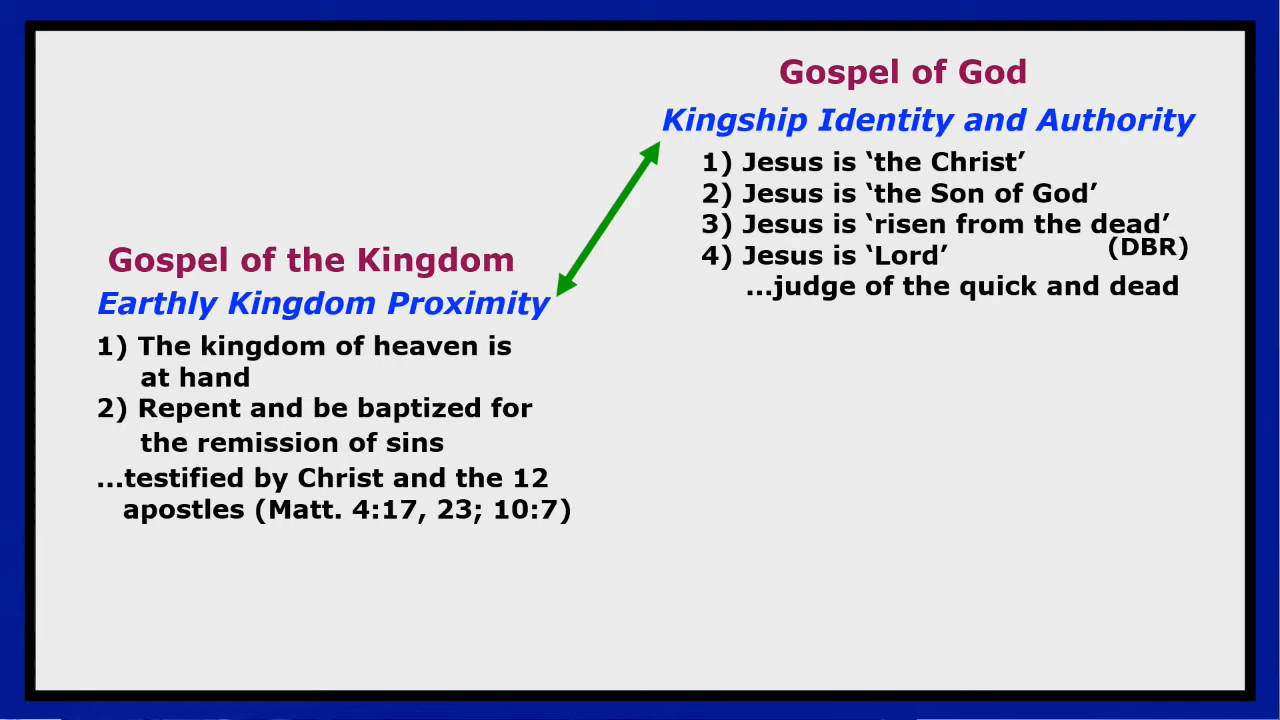 Gospel of God
Kingship Identity and Authority
1) Jesus is ‘the Christ’
2) Jesus is ‘the Son of God’
3) Jesus is ‘risen from the dead’
(DBR)
4) Jesus is ‘Lord’
...judge of the quick and dead
Gospel of the Kingdom
Earthly Kingdom Proximity
1) The kingdom of heaven is
at hand
2) Repent and be baptized for
the remission of sins
...testified by Christ and the 12
apostles (Matt. 4:17, 23; 10:7)